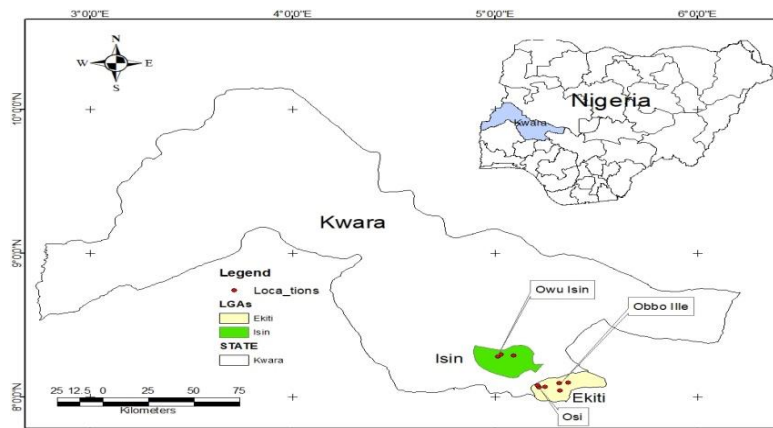 3°0'0"E 4°0'0"E 5°0'0"E 6°0'0"E
N
W E
S
10°0'0"N
9°0'0"N
8°0'0"N
Nigeria
Kwara
Kwara
Legend
Loca_tions
LGAs
Ekiti
Isin
STATE
Kwara
Owu Isin
Obbo Ille
Isin
Ekiti
Osi
25 12.5 0 25 50 75
Kilometers